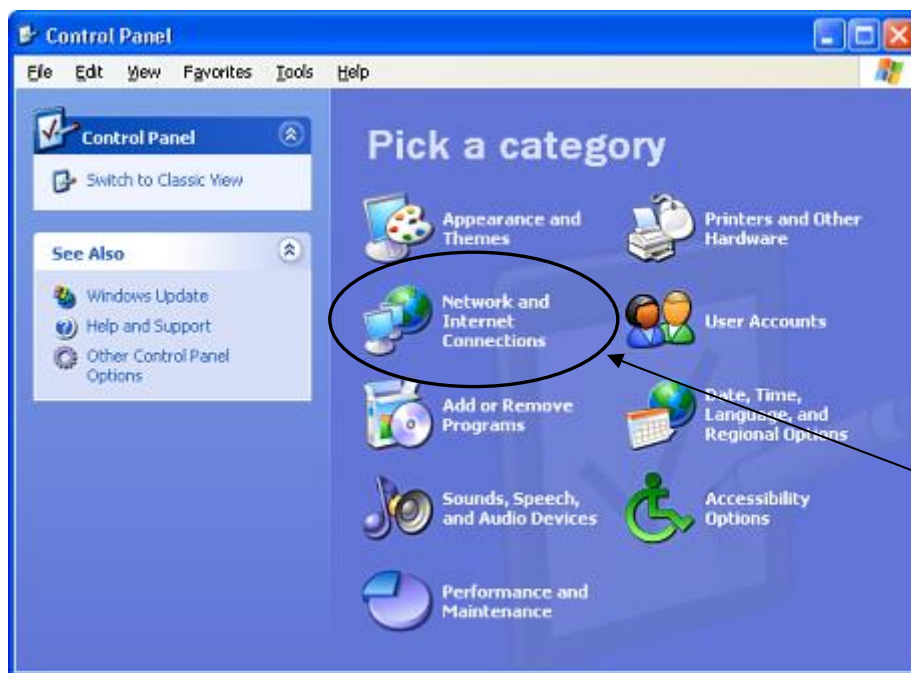 Control Panel
File Edit View Favorites Tools Help
Control Panel
Switch to Classic View
See Also
Windows Update
Help and Support
Other Control Panel
Options
Pick a category
Appearance and
Themes
Printers and Other
Hardware
Network and
Internet
Connections
User Accounts
Add or Remove
Programs
Date, Time,
Language, and
Regional Options
Sounds, Speech,
and Audio Devices
Accessibility
Options
Performance and
Maintenance